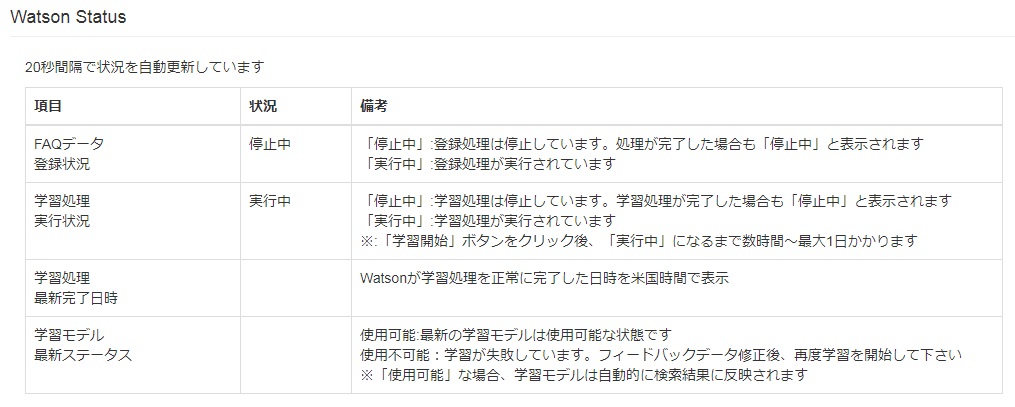 Watson Status
20秒間隔で状況を自動更新しています
項目 状況 備考
FAQデータ 停止中 「停止中」:登録処理は停止しています。処理が完了した場合も「停止中」と表示されます
登録状況 「実行中」:登録処理が実行されています
学習処理 実行中 「停止中」:学習処理は停止しています。学習処理が完了した場合も「停止中」と表示されます
実行状況 「実行中」:学習処理が実行されています
※:「学習開始」ボタンをクリック後、「実行中」になるまで数時間～最大1日かかります
学習処理 Watsonが学習処理を正常に完了した日時を米国時間で表示
最新完了日時
学習モデル 使用可能:最新の学習モデルは使用可能な状態です
最新ステータス 使用不可能：学習が失敗しています。フィードバックデータ修正後、再度学習を開始して下さい
※「使用可能」な場合、学習モデルは自動的に検索結果に反映されます